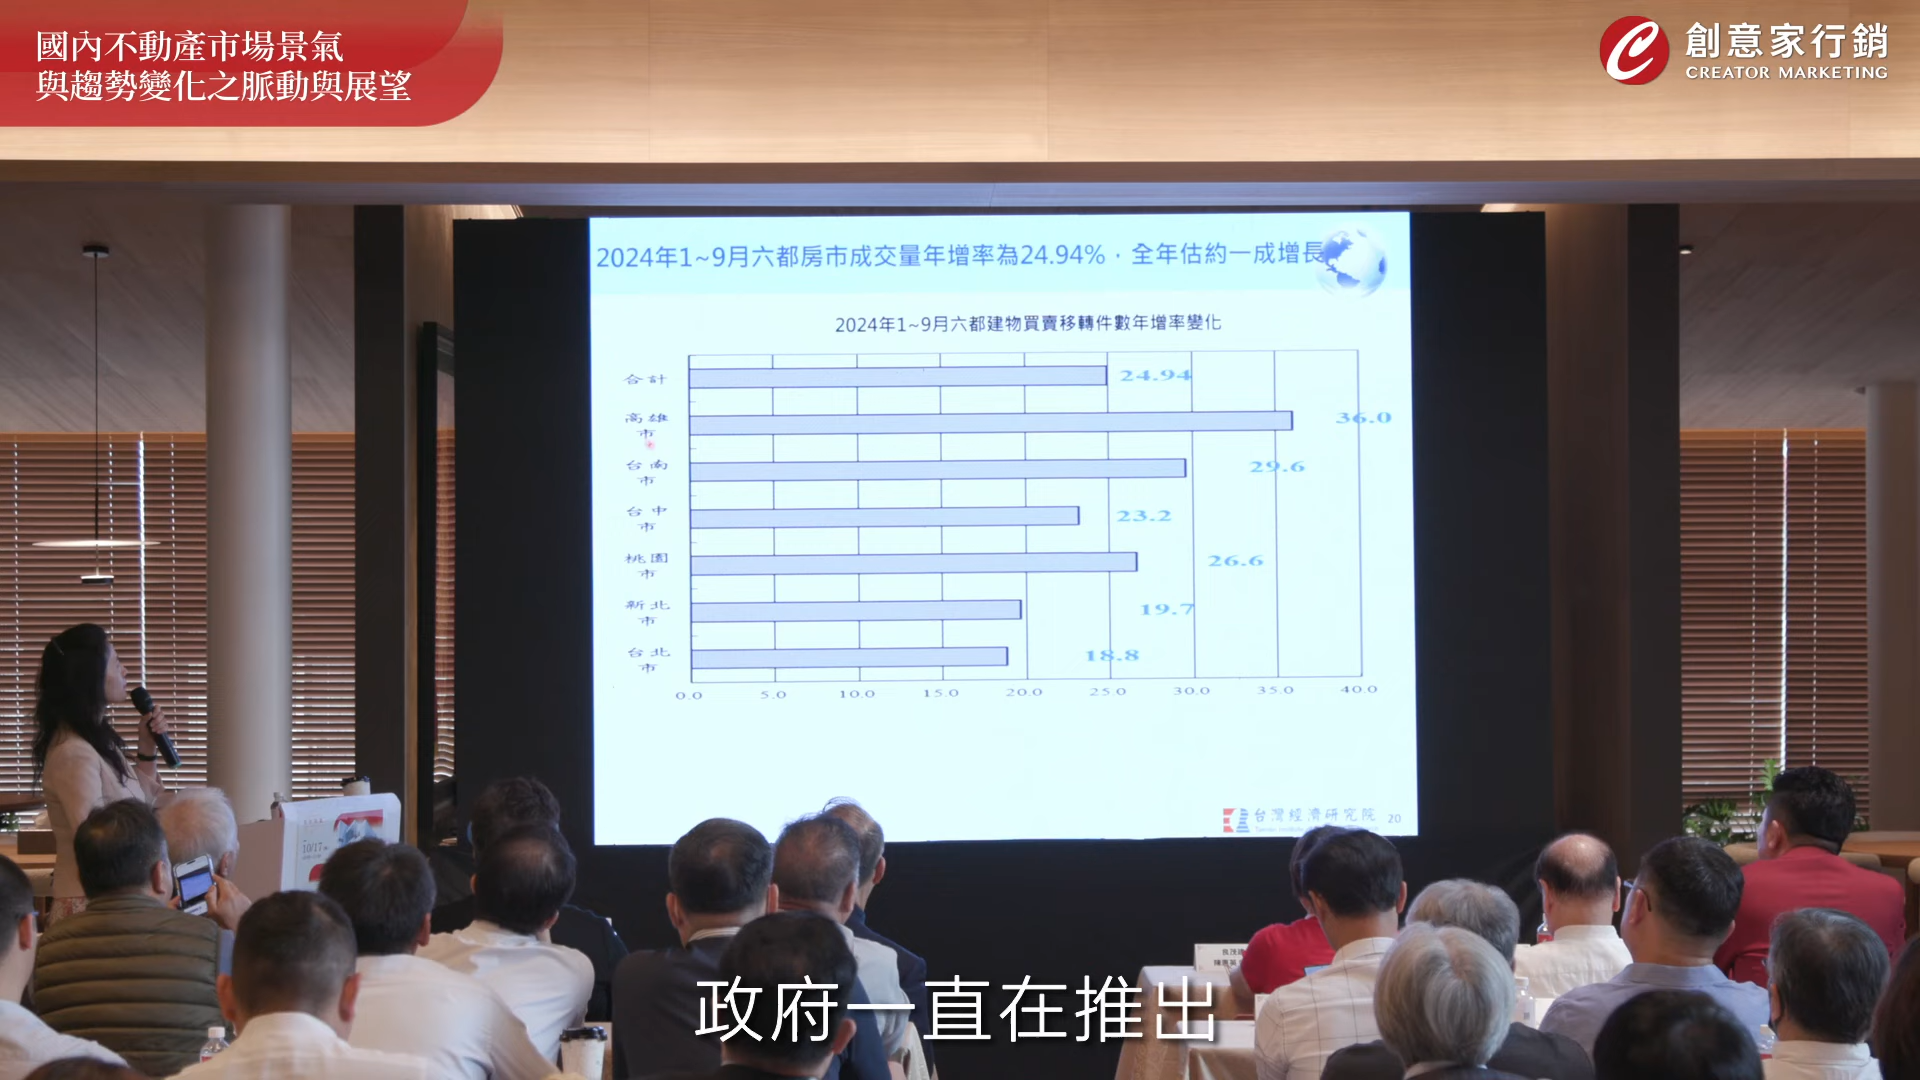 國內不動產市場景氣
與趨勢變化之脈動與展望
創意家行銷
CREATOR MARKETING
2024年1~9月六都房市成交量年增率為24.94%，全年估約一成增長
2024年1~9月六都建物買賣移轉件數年增率變化
合計
24.94
高雄
市
36.0
台南
市
29.6
台中
市
23.2
桃園
市
26.6
新北
市
19.7
台北
市
18.8
0.0 5.0 10.0 15.0 20.0 25.0 30.0 35.0 40.0
台灣經濟研究院 20
10/17
政府一直在推出